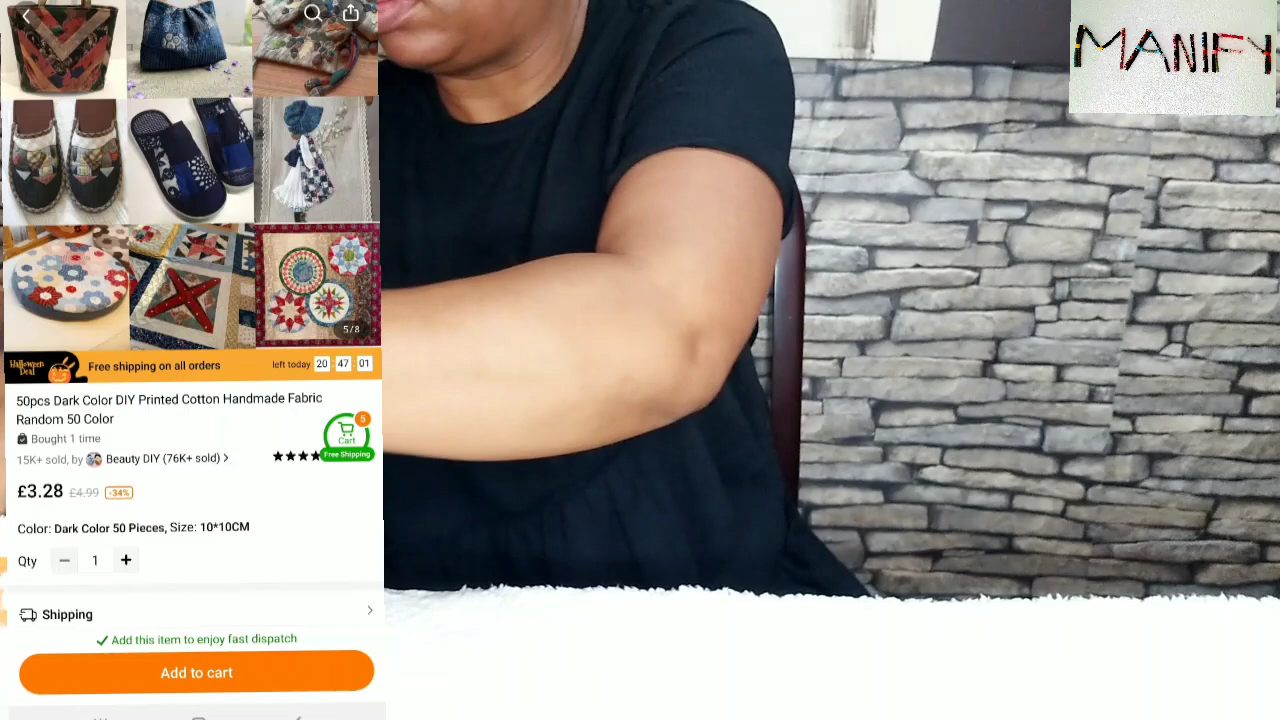 MANIFY
5/8
Halloween Deal
Free shipping on all orders
left today 20 : 47 : 01
50pcs Dark Color DIY Printed Cotton Handmade Fabric
Random 50 Color
Bought 1 time
5
Cart
Free Shipping
15K+ sold, by Beauty DIY (76K+ sold) >
£3.28 £4.99 -34%
Color: Dark Color 50 Pieces, Size: 10*10CM
Qty − 1 +
Shipping
Add this item to enjoy fast dispatch
Add to cart